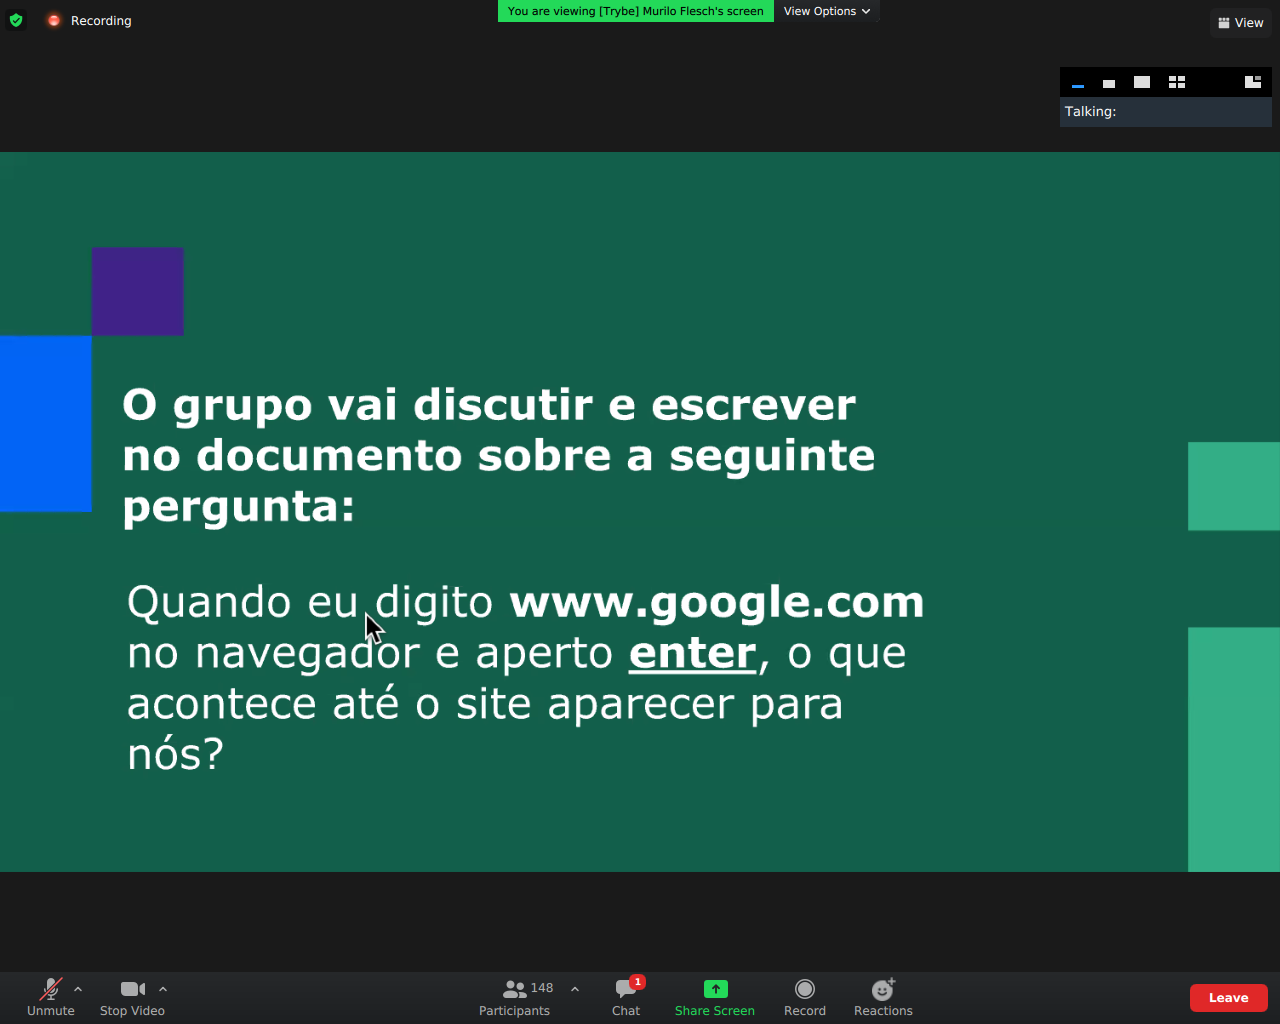 Recording
You are viewing [Trybe] Murilo Flesch's screen
View Options
View
Talking:
O grupo vai discutir e escrever
no documento sobre a seguinte
pergunta:
Quando eu digito www.google.com
no navegador e aperto enter, o que
acontece até o site aparecer para
nós?
Unmute
Stop Video
148
Participants
1
Chat
Share Screen
Record
Reactions
Leave